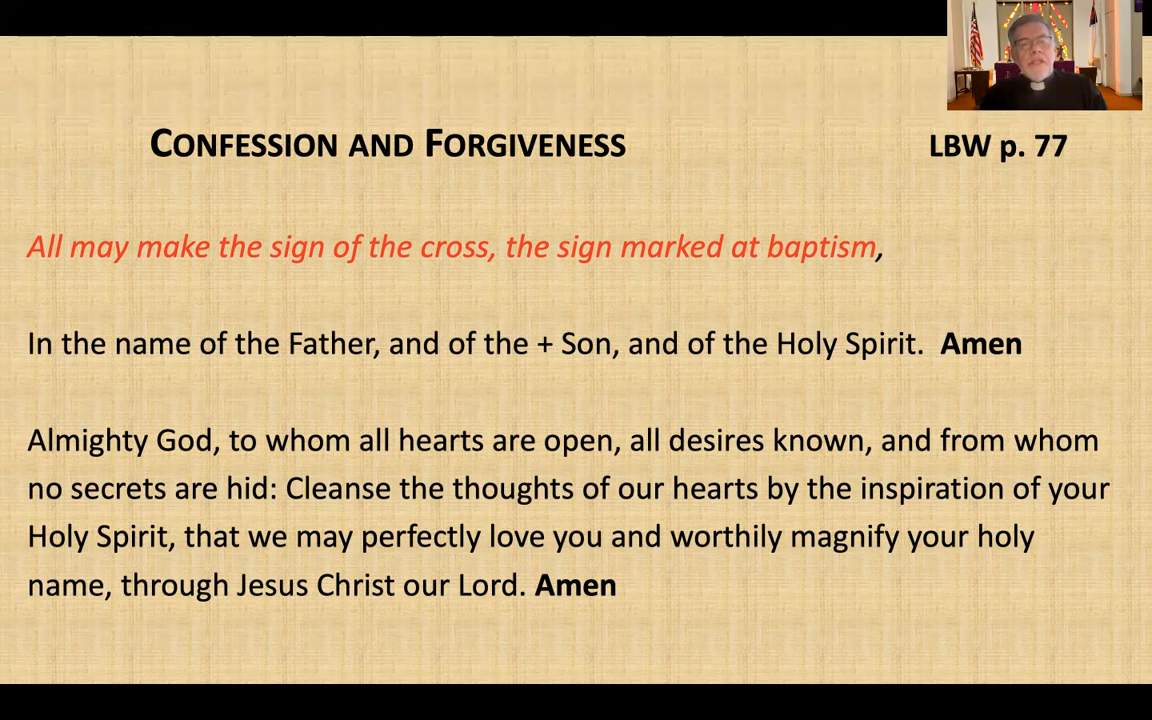 CONFESSION AND FORGIVENESS LBW p. 77
All may make the sign of the cross, the sign marked at baptism,
In the name of the Father, and of the + Son, and of the Holy Spirit. Amen
Almighty God, to whom all hearts are open, all desires known, and from whom
no secrets are hid: Cleanse the thoughts of our hearts by the inspiration of your
Holy Spirit, that we may perfectly love you and worthily magnify your holy
name, through Jesus Christ our Lord. Amen